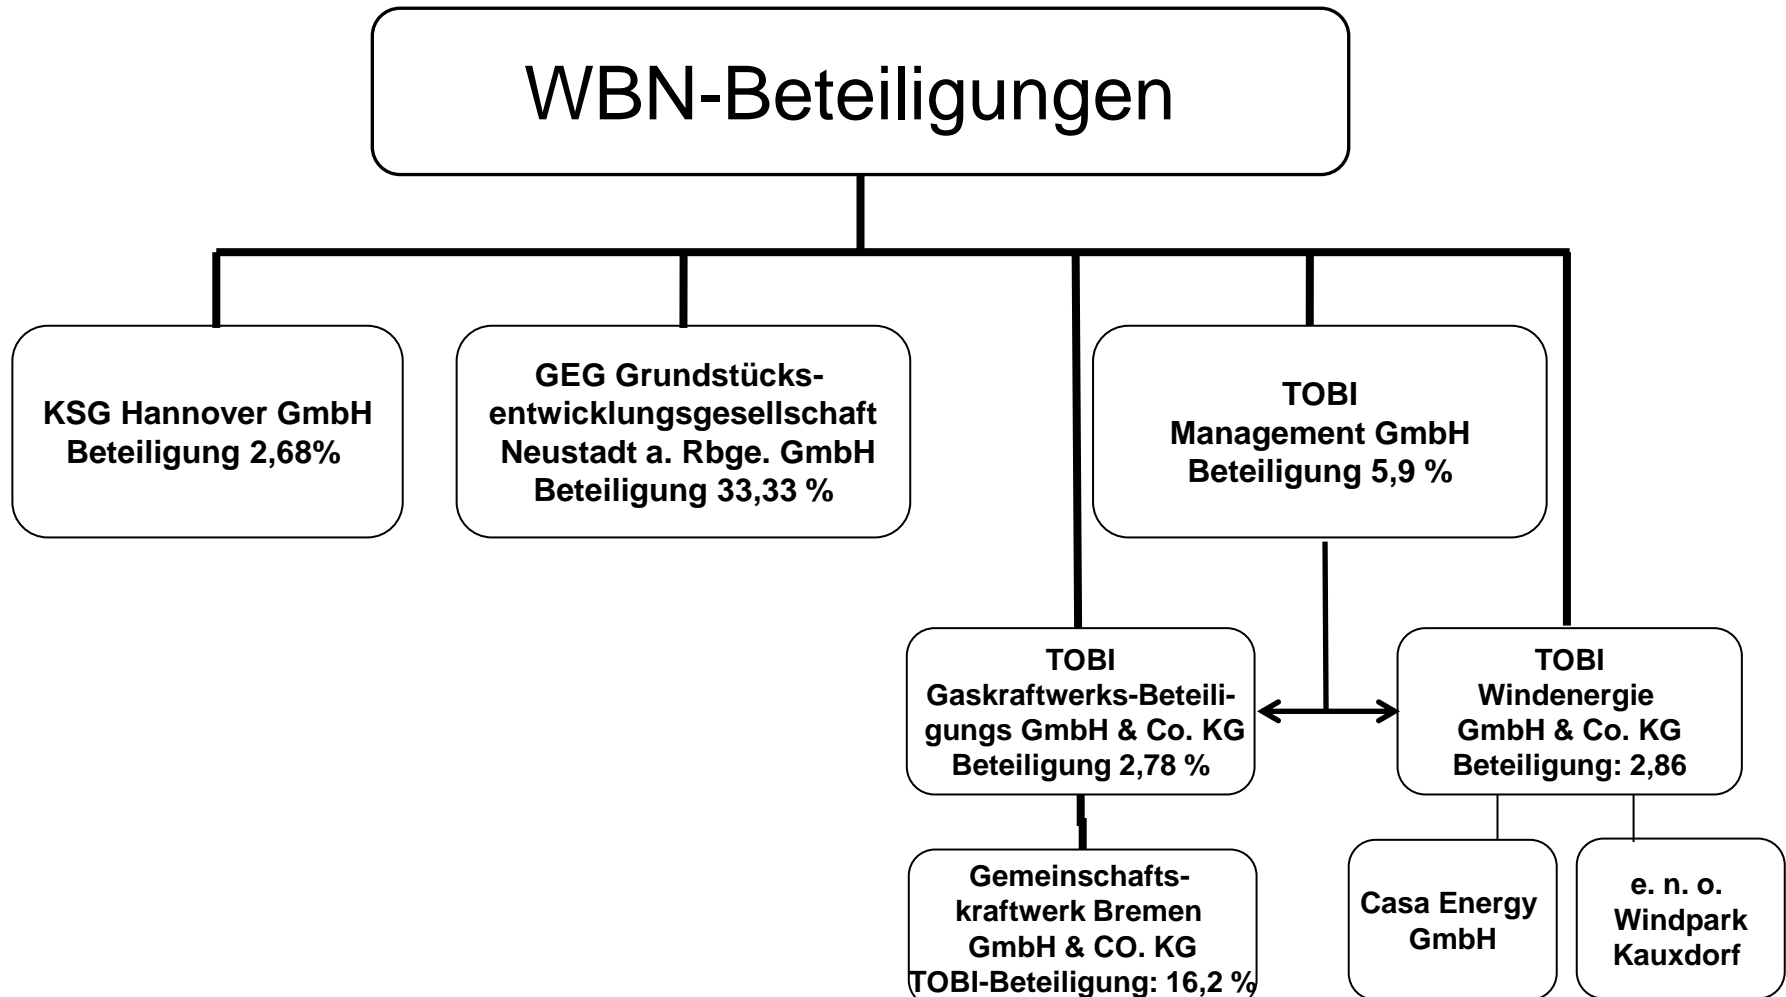 WBN-Beteiligungen
KSG Hannover GmbH
Beteiligung 2,68%
GEG Grundstücks-
entwicklungsgesellschaft
Neustadt a. Rbge. GmbH
Beteiligung 33,33 %
TOBI
Management GmbH
Beteiligung 5,9 %
TOBI
Gaskraftwerks-Beteili-
gungs GmbH & Co. KG
Beteiligung 2,78 %
TOBI
Windenergie
GmbH & Co. KG
Beteiligung: 2,86
Gemeinschafts-
kraftwerk Bremen
GmbH & CO. KG
TOBI-Beteiligung: 16,2 %
Casa Energy
GmbH
e. n. o.
Windpark
Kauxdorf